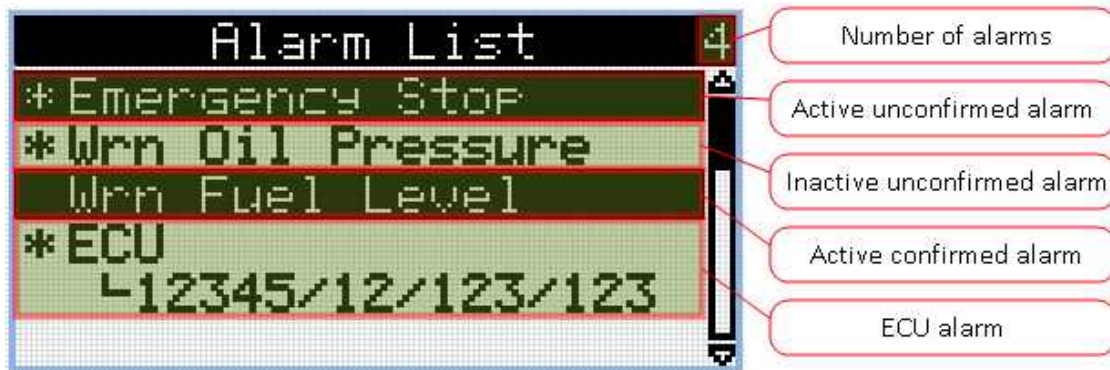 Alarm List 4
Number of alarms
* Emergency Stop
Active unconfirmed alarm
* Wrn Oil Pressure
Inactive unconfirmed alarm
Wrn Fuel Level
Active confirmed alarm
* ECU
└12345/12/123/123
ECU alarm